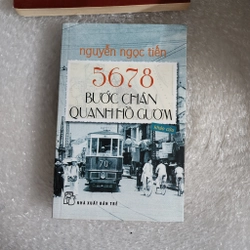 nguyễn ngọc tiến
5678
BƯỚC CHÂN
QUANH HỒ GƯƠM
70
NHÀ XUẤT BẢN TRẺ